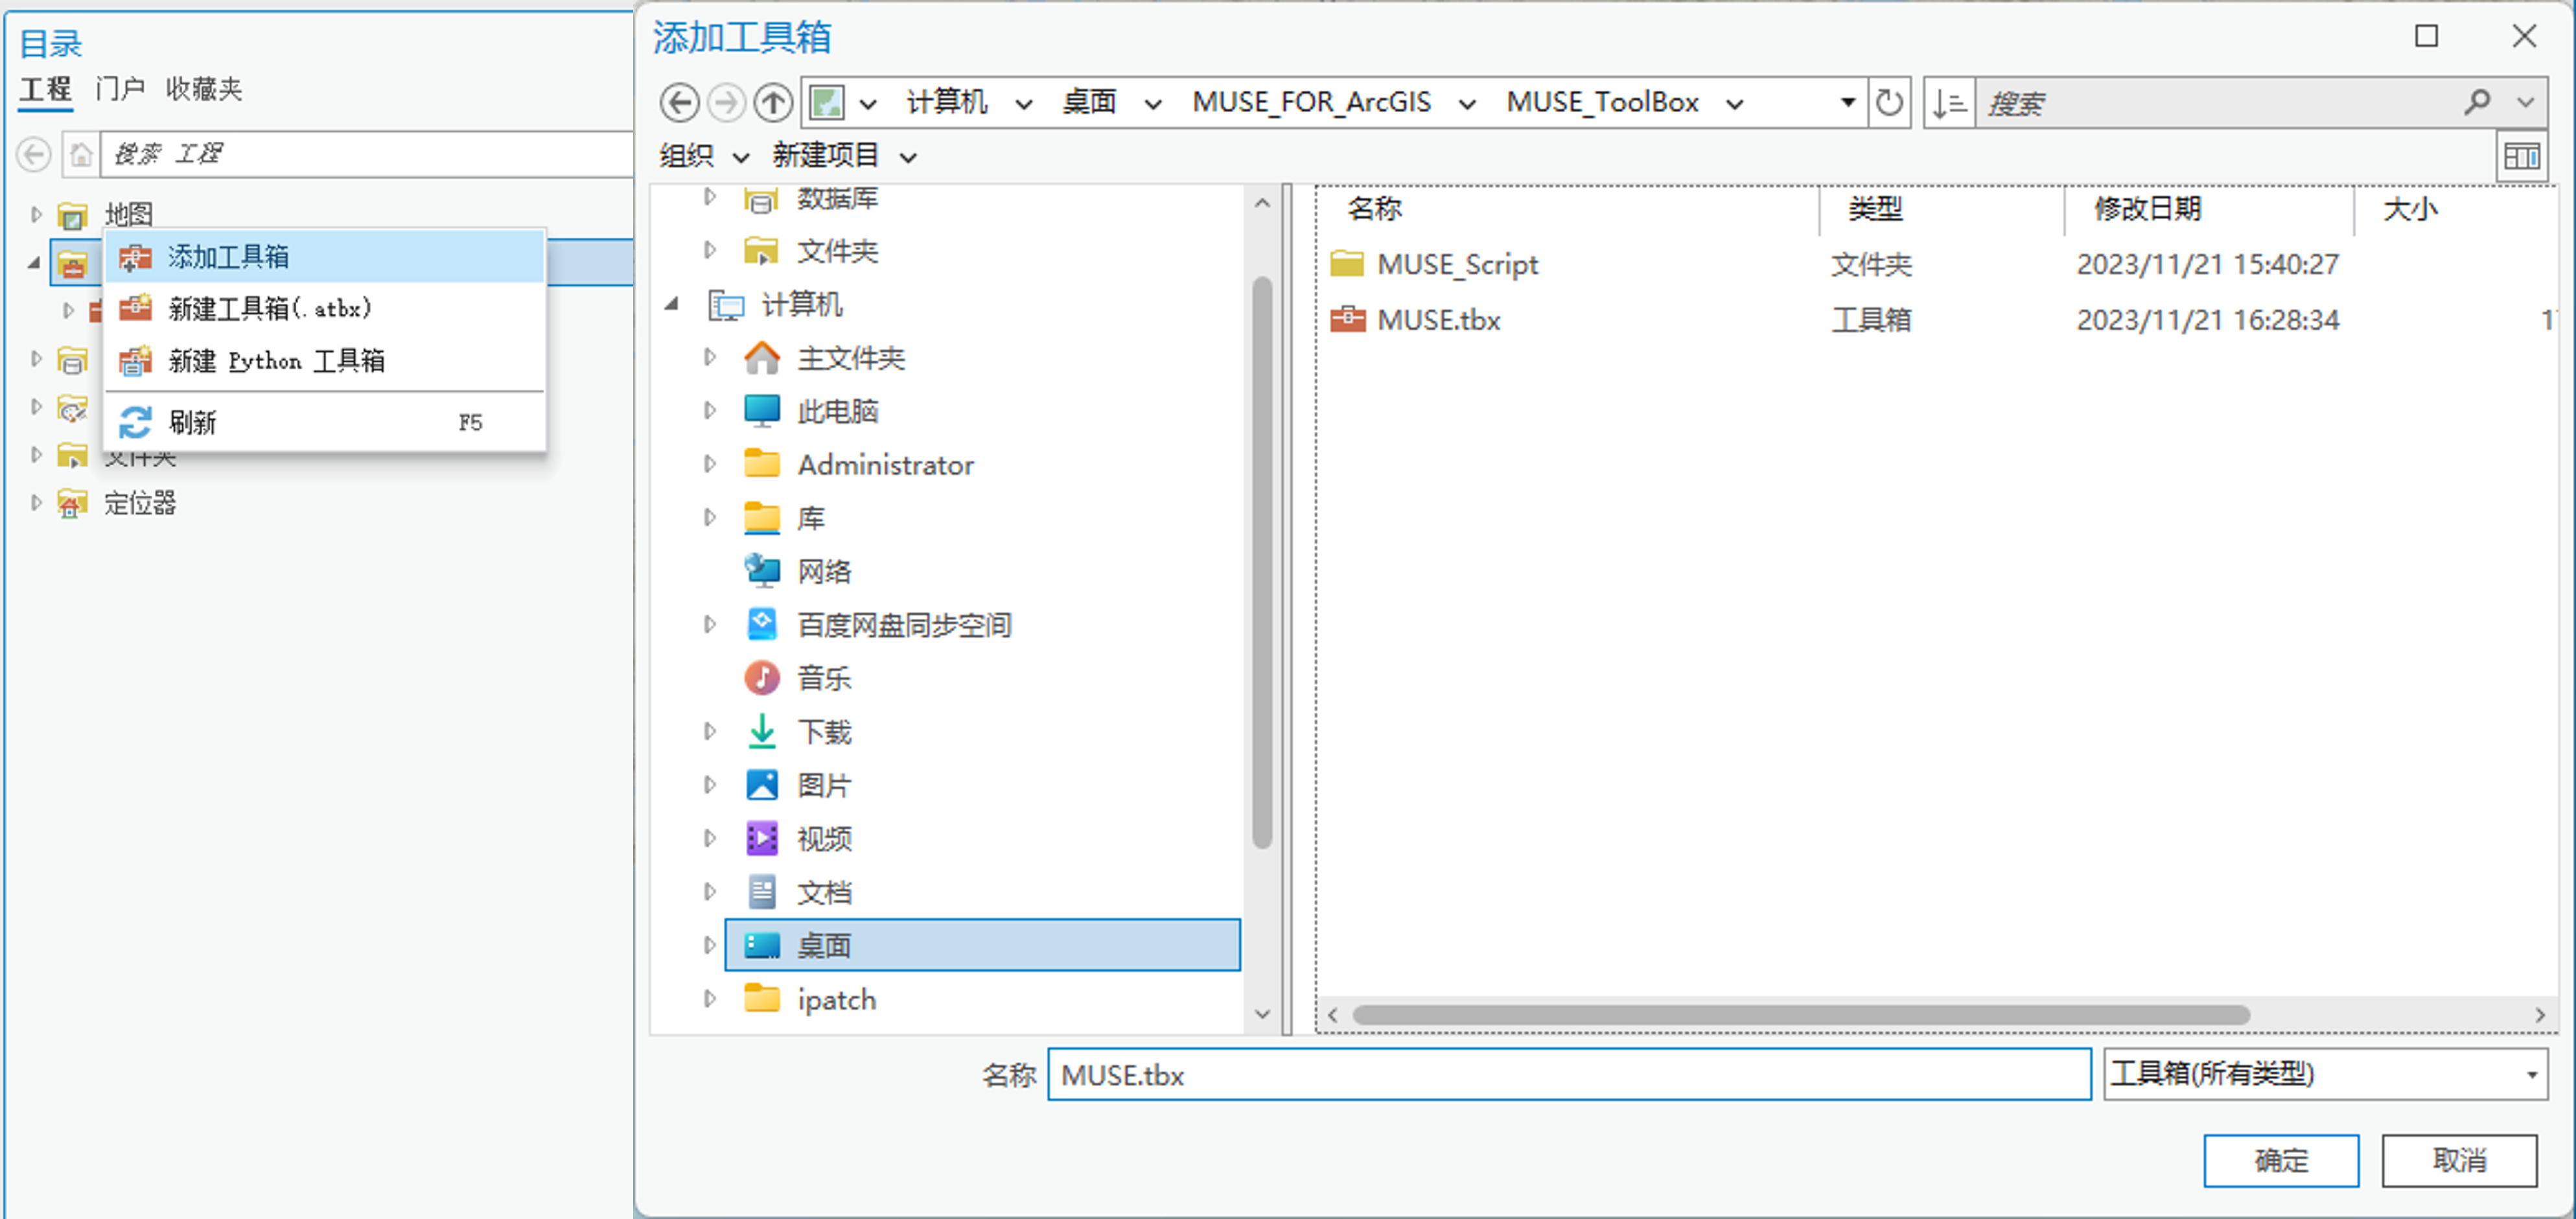 目录
工程 门户 收藏夹
搜索 工程
地图
添加工具箱
新建工具箱(.atbx)
新建 Python 工具箱
刷新 F5
文件夹
定位器
添加工具箱
计算机 桌面 MUSE_FOR_ArcGIS MUSE_ToolBox
搜索
组织 新建项目
数据库
文件夹
计算机
主文件夹
此电脑
Administrator
库
网络
百度网盘同步空间
音乐
下载
图片
视频
文档
桌面
ipatch
名称 类型 修改日期 大小
MUSE_Script 文件夹 2023/11/21 15:40:27
MUSE.tbx 工具箱 2023/11/21 16:28:34
名称 MUSE.tbx 工具箱(所有类型)
确定 取消